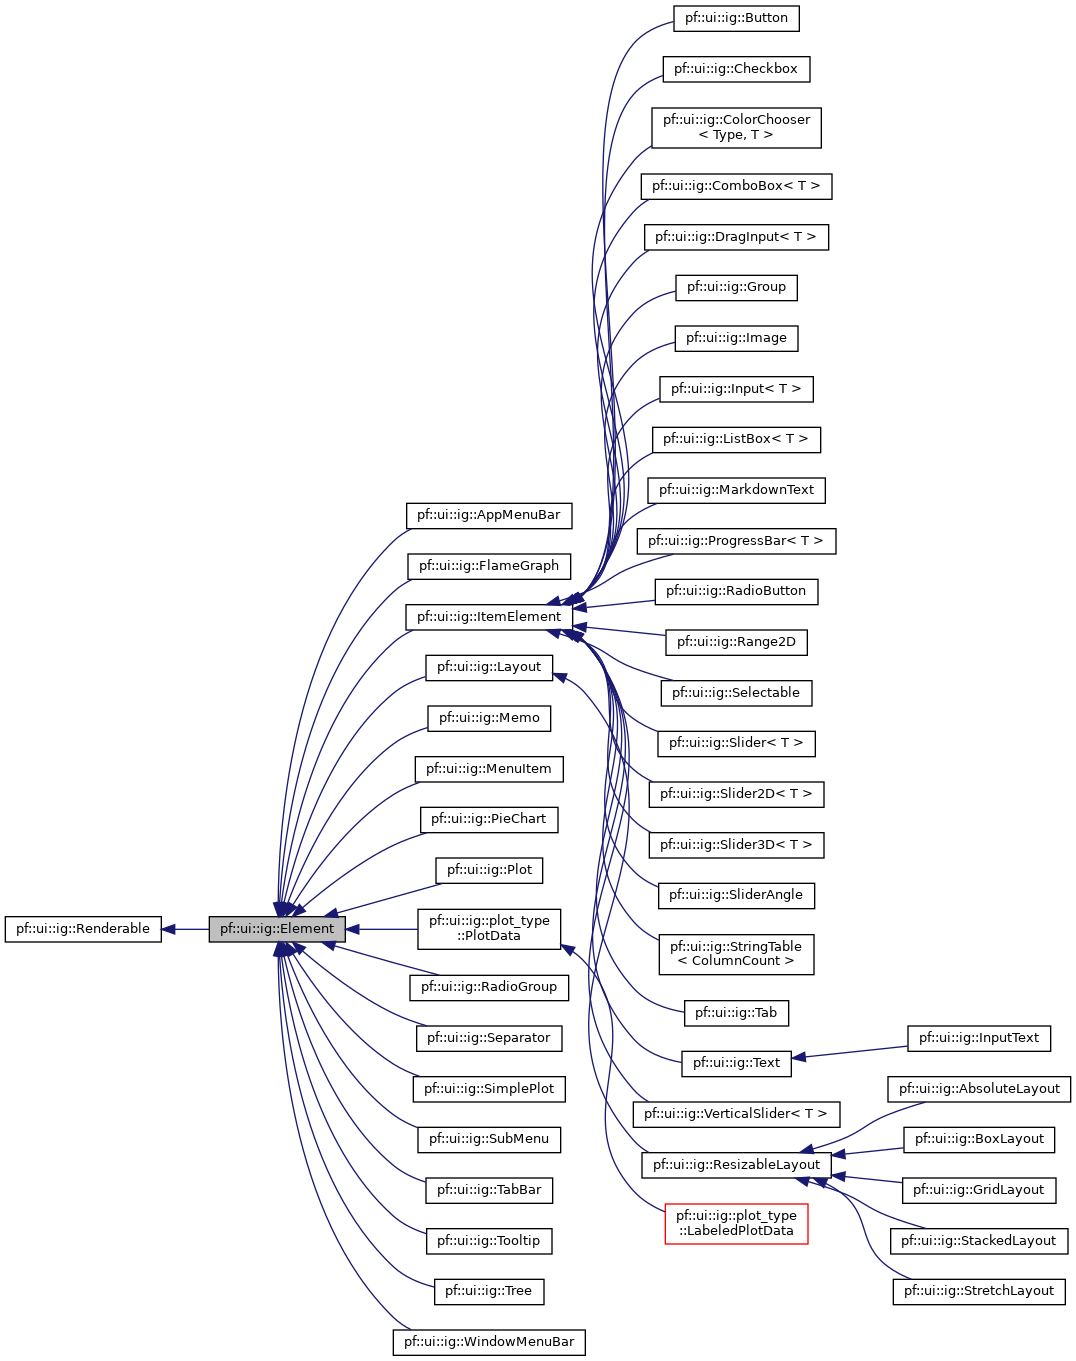 pf::ui::ig::Renderable
pf::ui::ig::Element
pf::ui::ig::AppMenuBar
pf::ui::ig::FlameGraph
pf::ui::ig::ItemElement
pf::ui::ig::Layout
pf::ui::ig::Memo
pf::ui::ig::MenuItem
pf::ui::ig::PieChart
pf::ui::ig::Plot
pf::ui::ig::plot_type
::PlotData
pf::ui::ig::RadioGroup
pf::ui::ig::Separator
pf::ui::ig::SimplePlot
pf::ui::ig::SubMenu
pf::ui::ig::TabBar
pf::ui::ig::Tooltip
pf::ui::ig::Tree
pf::ui::ig::WindowMenuBar
pf::ui::ig::Button
pf::ui::ig::Checkbox
pf::ui::ig::ColorChooser
< Type, T >
pf::ui::ig::ComboBox< T >
pf::ui::ig::DragInput< T >
pf::ui::ig::Group
pf::ui::ig::Image
pf::ui::ig::Input< T >
pf::ui::ig::ListBox< T >
pf::ui::ig::MarkdownText
pf::ui::ig::ProgressBar< T >
pf::ui::ig::RadioButton
pf::ui::ig::Range2D
pf::ui::ig::Selectable
pf::ui::ig::Slider< T >
pf::ui::ig::Slider2D< T >
pf::ui::ig::Slider3D< T >
pf::ui::ig::SliderAngle
pf::ui::ig::StringTable
< ColumnCount >
pf::ui::ig::Tab
pf::ui::ig::Text
pf::ui::ig::VerticalSlider< T >
pf::ui::ig::ResizableLayout
pf::ui::ig::plot_type
::LabeledPlotData
pf::ui::ig::InputText
pf::ui::ig::AbsoluteLayout
pf::ui::ig::BoxLayout
pf::ui::ig::GridLayout
pf::ui::ig::StackedLayout
pf::ui::ig::StretchLayout